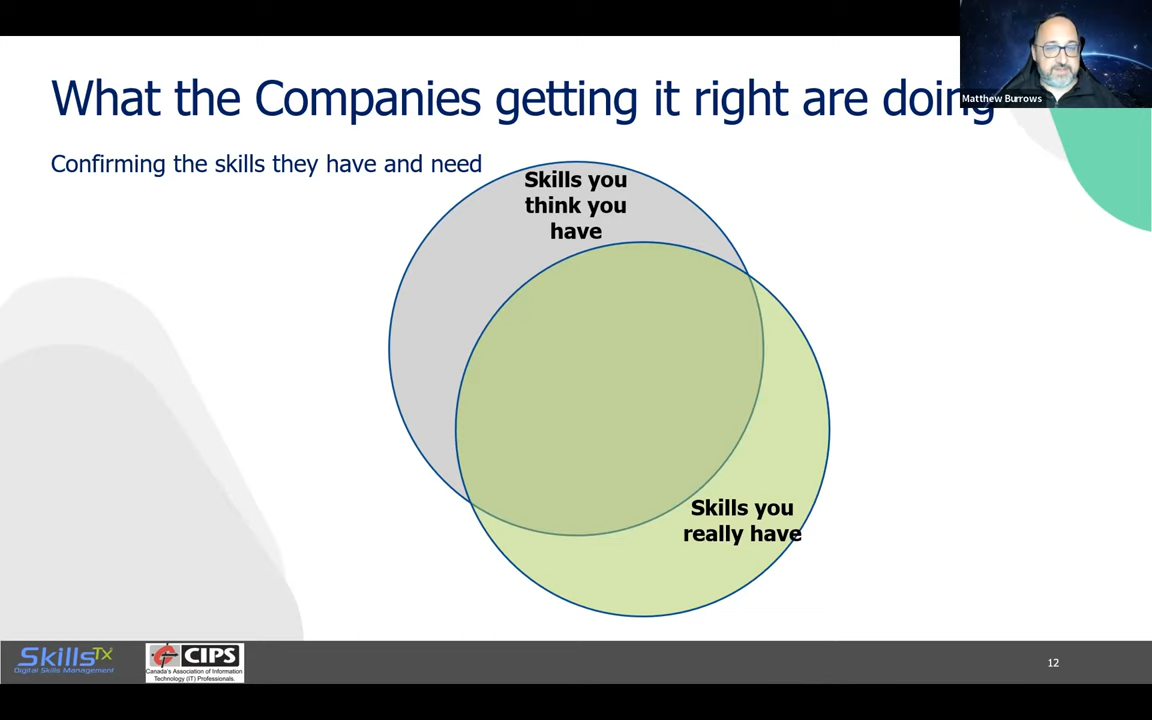 What the Companies getting it right are doing
Matthew Burrows
Confirming the skills they have and need
Skills you
think you
have
Skills you
really have
SkillsTX
Digital Skills Management
CIPS
Canada's Association of Information
Technology (IT) Professionals.
12